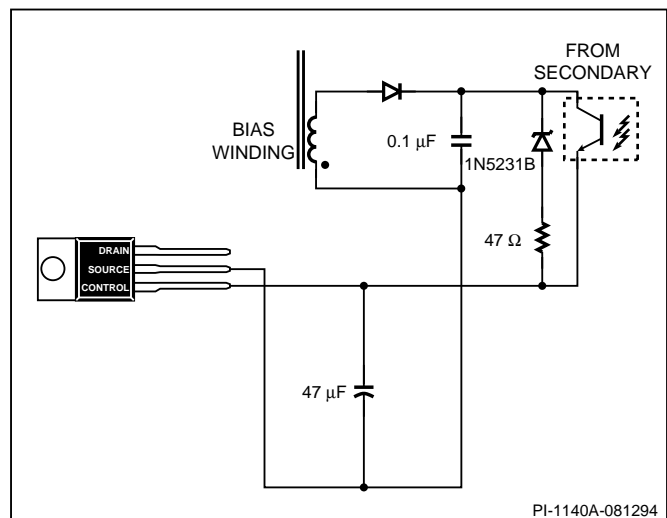 FROM
SECONDARY
BIAS
WINDING
0.1 µF
1N5231B
47 Ω
DRAIN
SOURCE
CONTROL
47 µF
PI-1140A-081294